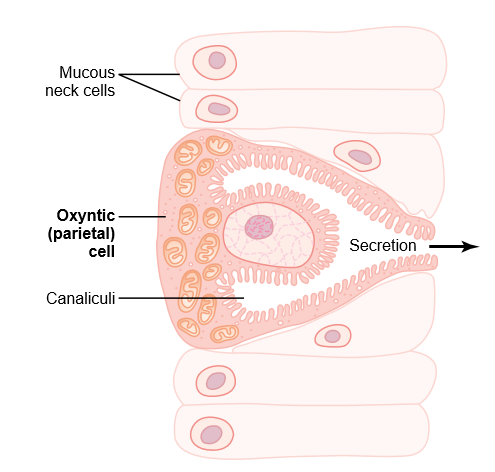 Mucous
neck cells
Oxyntic
(parietal)
cell
Secretion
Canaliculi